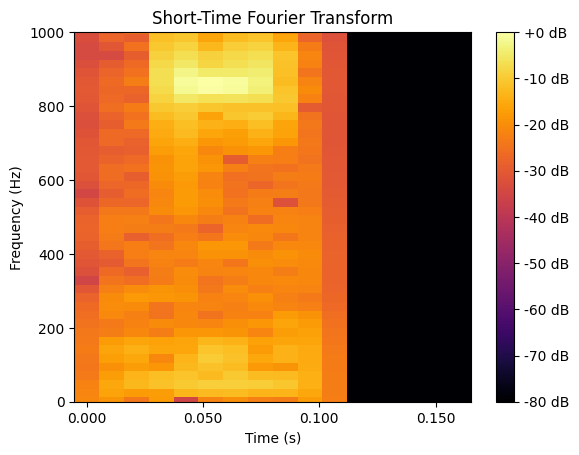 Short-Time Fourier Transform
1000
800
600
400
200
0
Frequency (Hz)
0.000
0.050
0.100
0.150
Time (s)
+0 dB
-10 dB
-20 dB
-30 dB
-40 dB
-50 dB
-60 dB
-70 dB
-80 dB